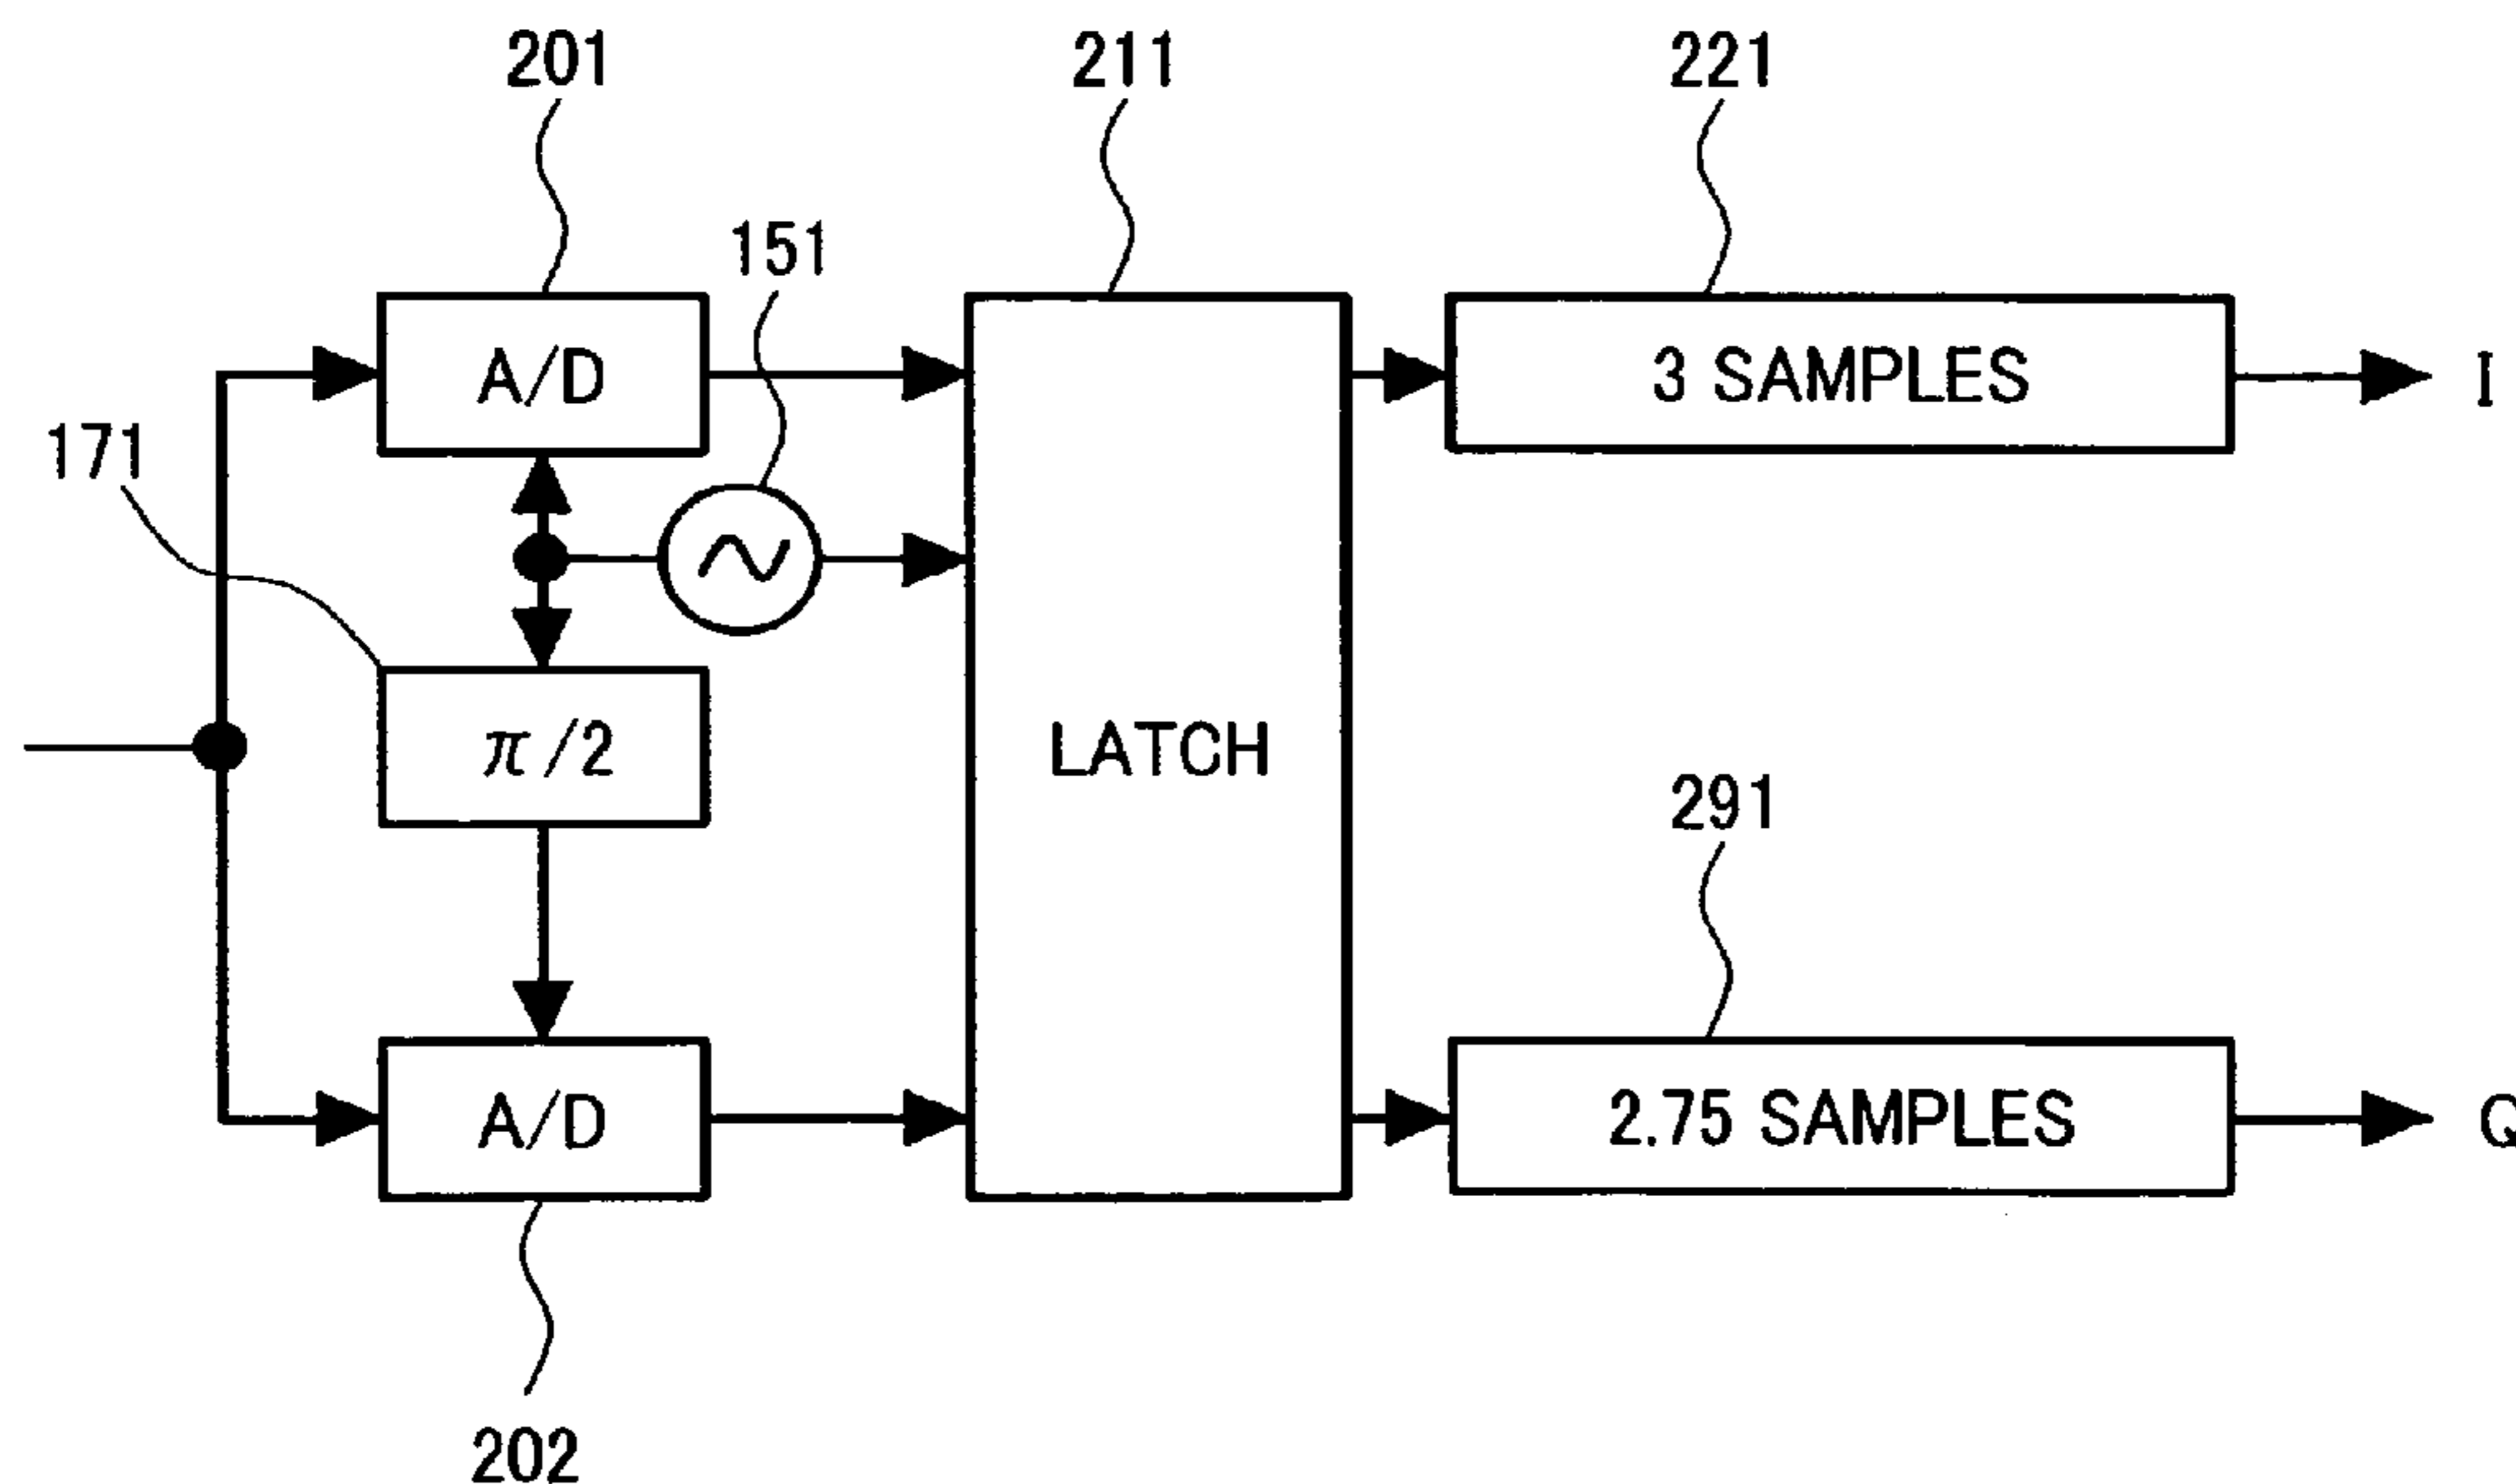 201
211
221
151
A/D
3 SAMPLES
I
171
π/2
LATCH
291
A/D
2.75 SAMPLES
Q
202